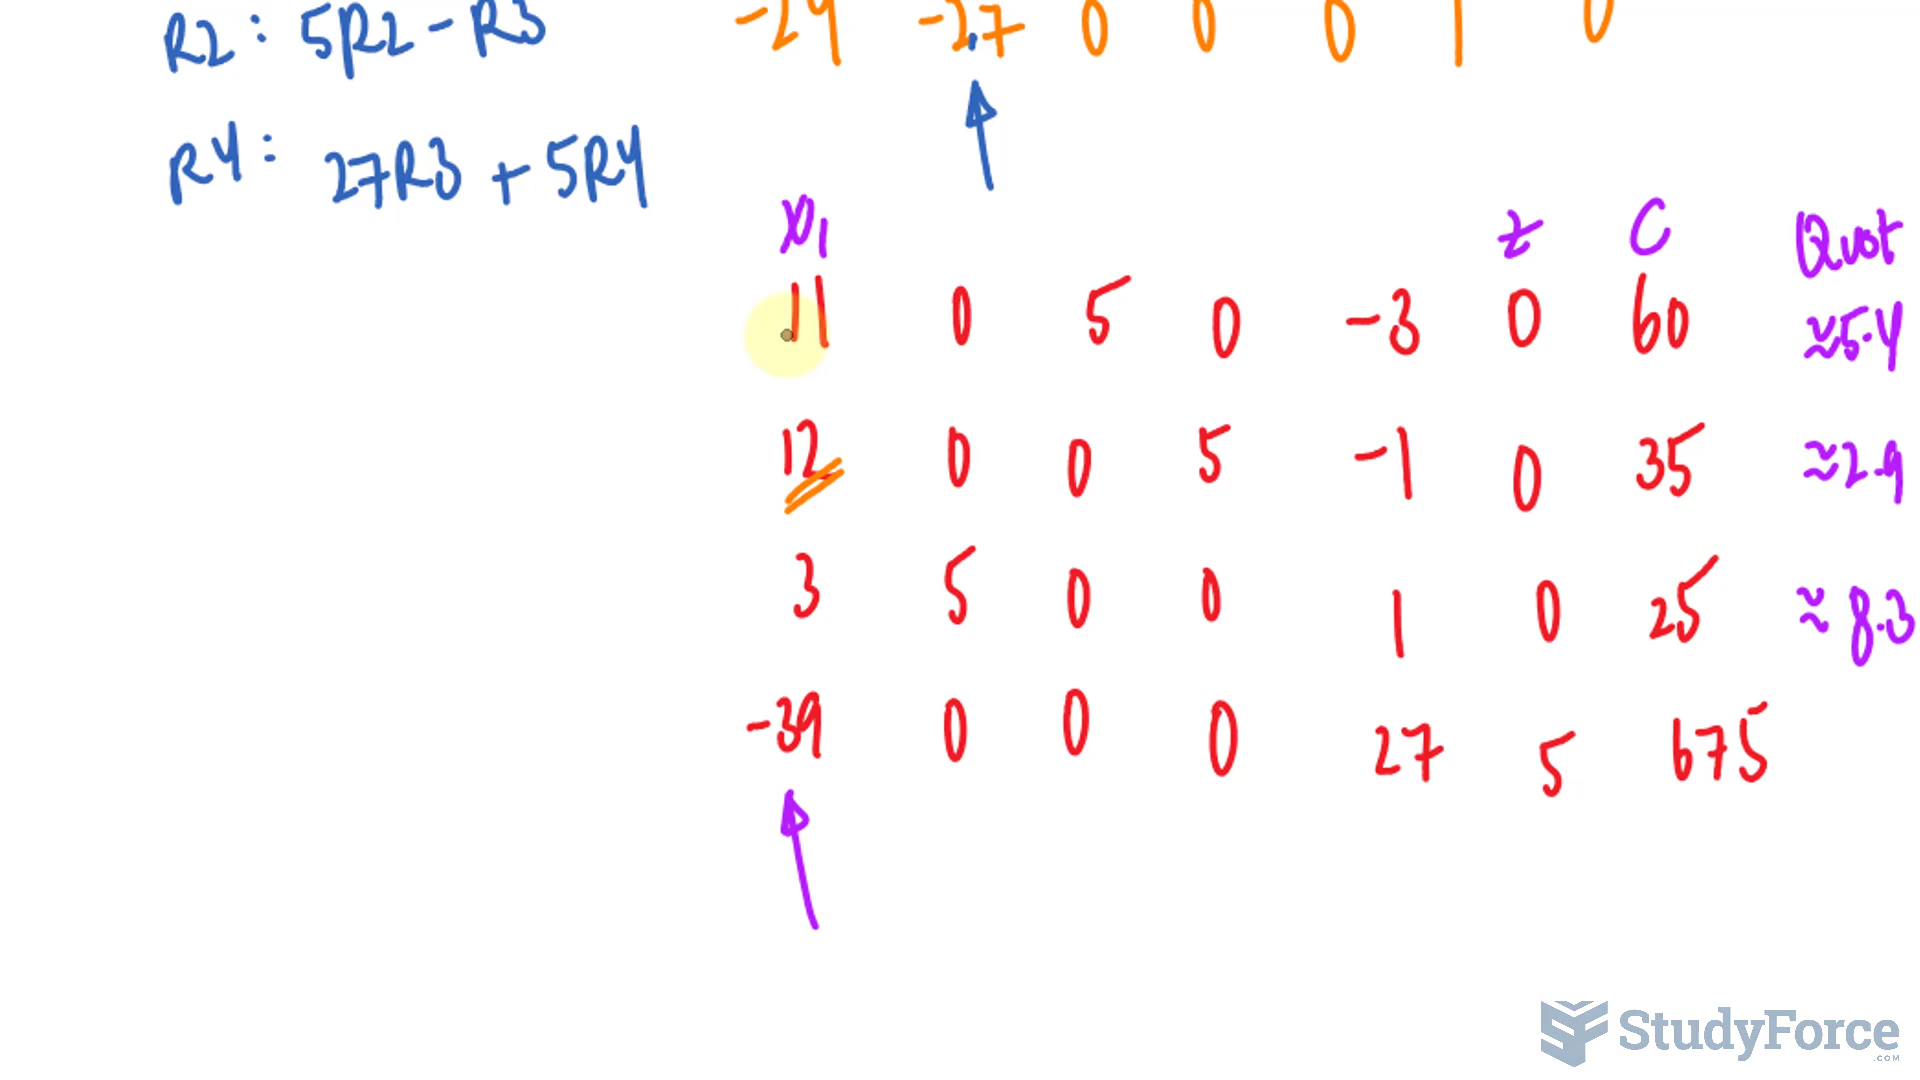 R2: 5R2 - R3 -29 -27 0 0 0 1 0
R4: 27R3 + 5R4
x1 z C Quot
11 0 5 0 -3 0 60 ≈5.4
12 0 0 5 -1 0 35 ≈2.9
3 5 0 0 1 0 25 ≈8.3
-39 0 0 0 27 5 675
StudyForce
.COM